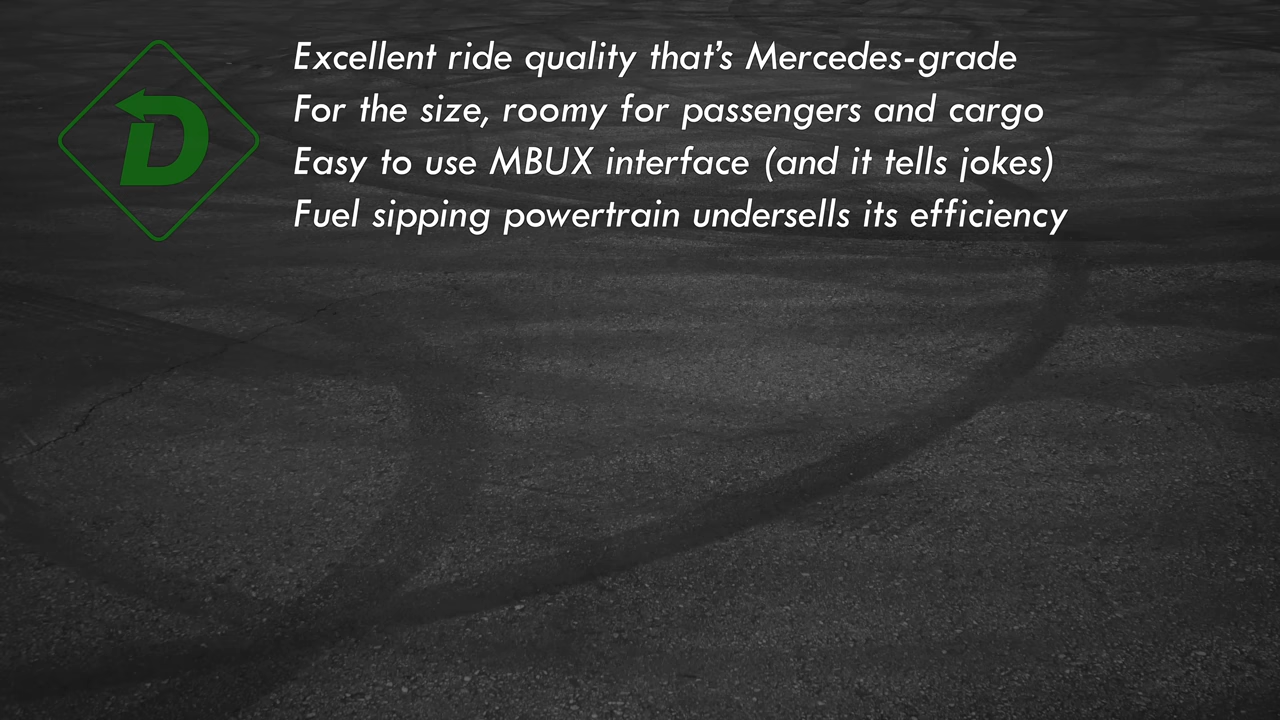 D
Excellent ride quality that’s Mercedes-grade
For the size, roomy for passengers and cargo
Easy to use MBUX interface (and it tells jokes)
Fuel sipping powertrain undersells its efficiency